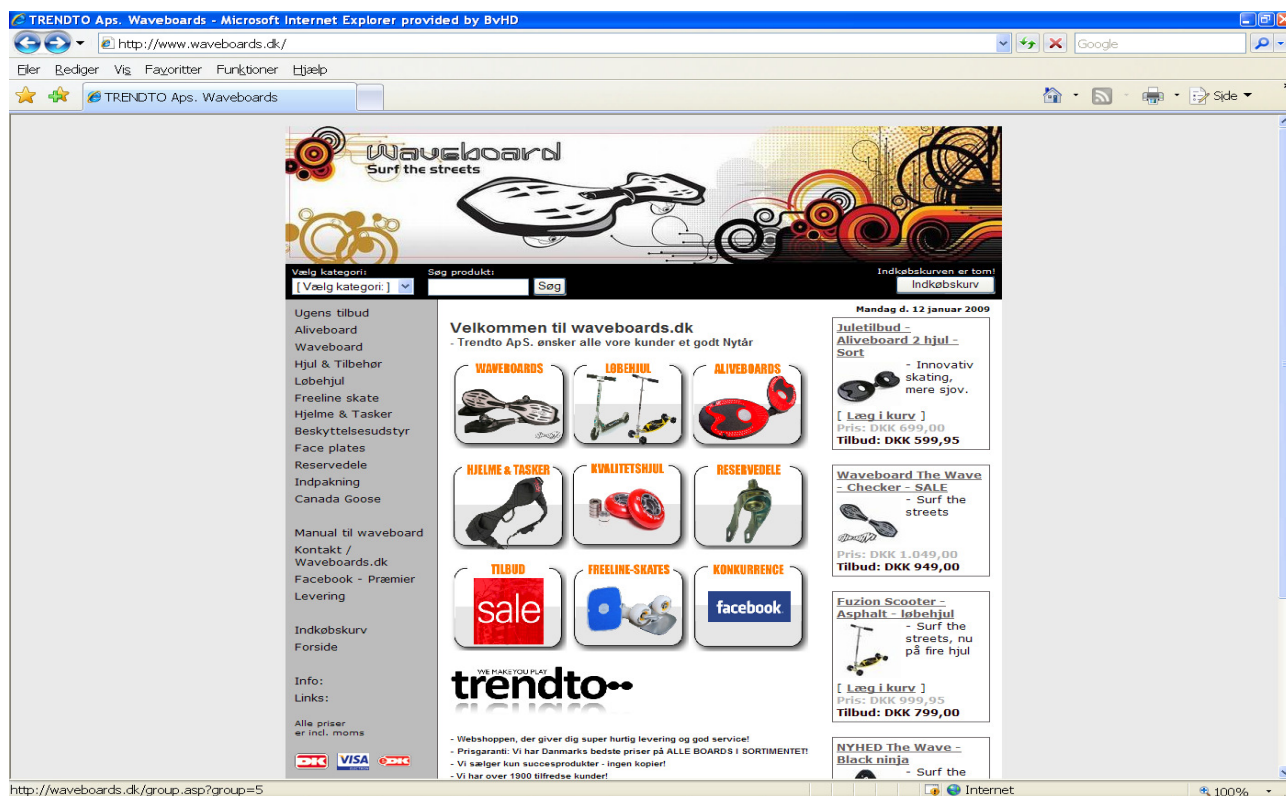 TRENDTO Aps. Waveboards - Microsoft Internet Explorer provided by BvHD
http://www.waveboards.dk/
Google
Filer Rediger Vis Favoritter Funktioner Hjælp
TRENDTO Aps. Waveboards
Side
Waveboard
Surf the streets
Vælg kategori:
Søg produkt:
Indkøbskurven er tom!
[ Vælg kategori: ]
Søg
Indkøbskurv
Ugens tilbud
Aliveboard
Waveboard
Hjul & Tilbehør
Løbehjul
Freeline skate
Hjelme & Tasker
Beskyttelsesudstyr
Face plates
Reservedele
Indpakning
Canada Goose
Manual til waveboard
Kontakt /
Waveboards.dk
Facebook - Præmier
Levering
Indkøbskurv
Forside
Info:
Links:
Alle priser
er incl. moms
DK VISA eDK
Velkommen til waveboards.dk
- Trendto ApS. ønsker alle vore kunder et godt Nytår
WAVEBOARDS
LØBEHJUL
ALIVEBOARDS
HJELME & TASKER
KVALITETSHJUL
RESERVEDELE
TILBUD
sale
FREELINE-SKATES
KONKURRENCE
facebook
WE MAKE YOU PLAY
trendto
- Webshoppen, der giver dig super hurtig levering og god service!
- Prisgaranti: Vi har Danmarks bedste priser på ALLE BOARDS I SORTIMENTET!
- Vi sælger kun succesprodukter - ingen kopier!
- Vi har over 1900 tilfredse kunder!
Mandag d. 12 januar 2009
Juletilbud -
Aliveboard 2 hjul -
Sort
- Innovativ
skating,
mere sjov.
[ Læg i kurv ]
Pris: DKK 699,00
Tilbud: DKK 599,95
Waveboard The Wave
- Checker - SALE
- Surf the
streets
Pris: DKK 1.049,00
Tilbud: DKK 949,00
Fuzion Scooter -
Asphalt - løbehjul
- Surf the
streets, nu
på fire hjul
[ Læg i kurv ]
Pris: DKK 999,95
Tilbud: DKK 799,00
NYHED The Wave -
Black ninja
- Surf the
http://waveboards.dk/group.asp?group=5
Internet
100%